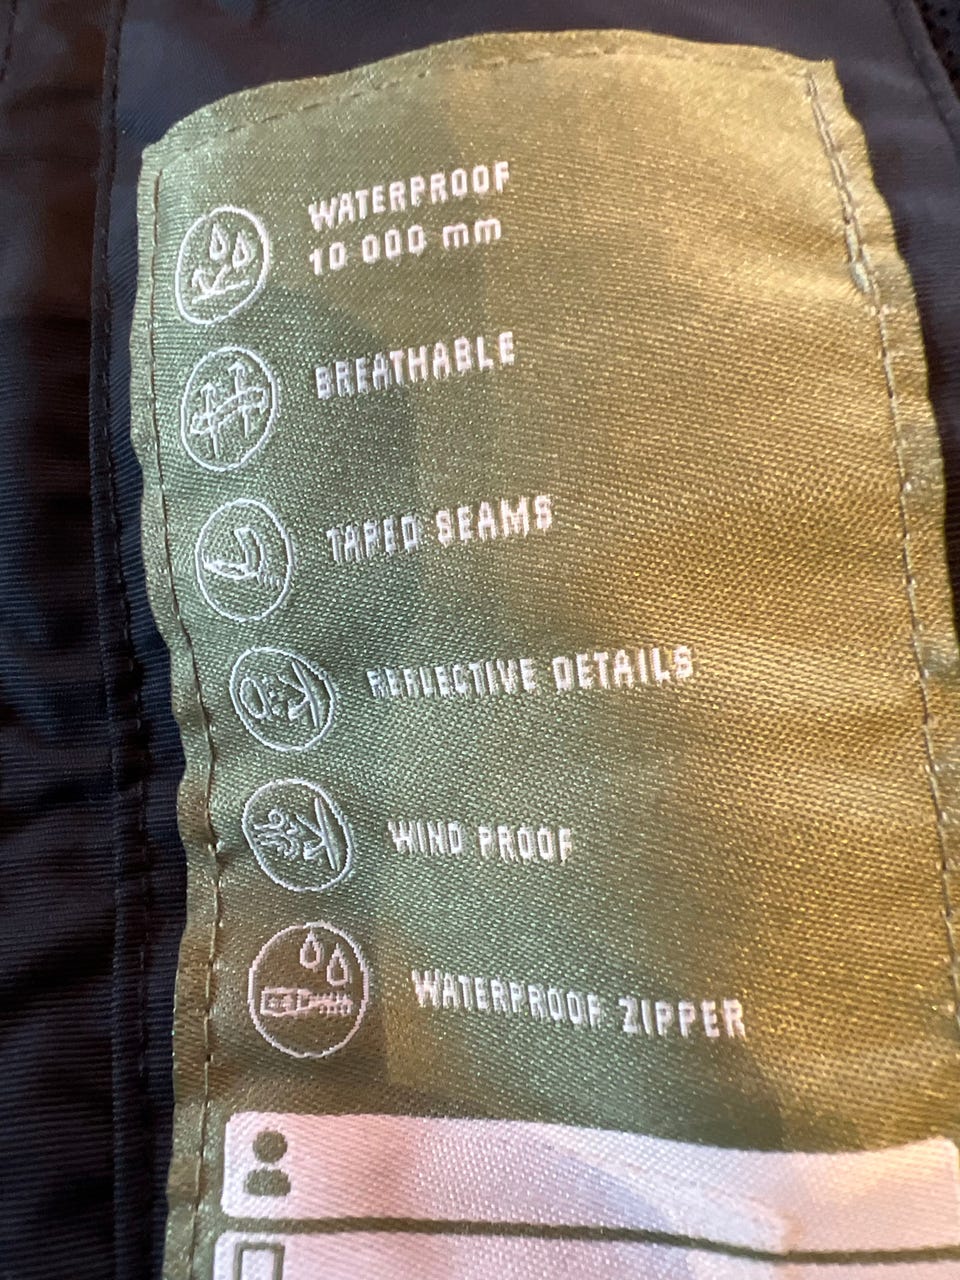 WATERPROOF
10 000 mm
BREATHABLE
TAPED SEAMS
REFLECTIVE DETAILS
WIND PROOF
WATERPROOF ZIPPER